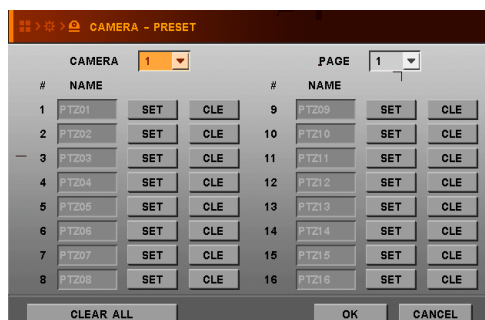 CAMERA - PRESET
CAMERA 1 PAGE 1
# NAME # NAME
1 PTZ01 SET CLE 9 PTZ09 SET CLE
2 PTZ02 SET CLE 10 PTZ10 SET CLE
3 PTZ03 SET CLE 11 PTZ11 SET CLE
4 PTZ04 SET CLE 12 PTZ12 SET CLE
5 PTZ05 SET CLE 13 PTZ13 SET CLE
6 PTZ06 SET CLE 14 PTZ14 SET CLE
7 PTZ07 SET CLE 15 PTZ15 SET CLE
8 PTZ08 SET CLE 16 PTZ16 SET CLE
CLEAR ALL OK CANCEL